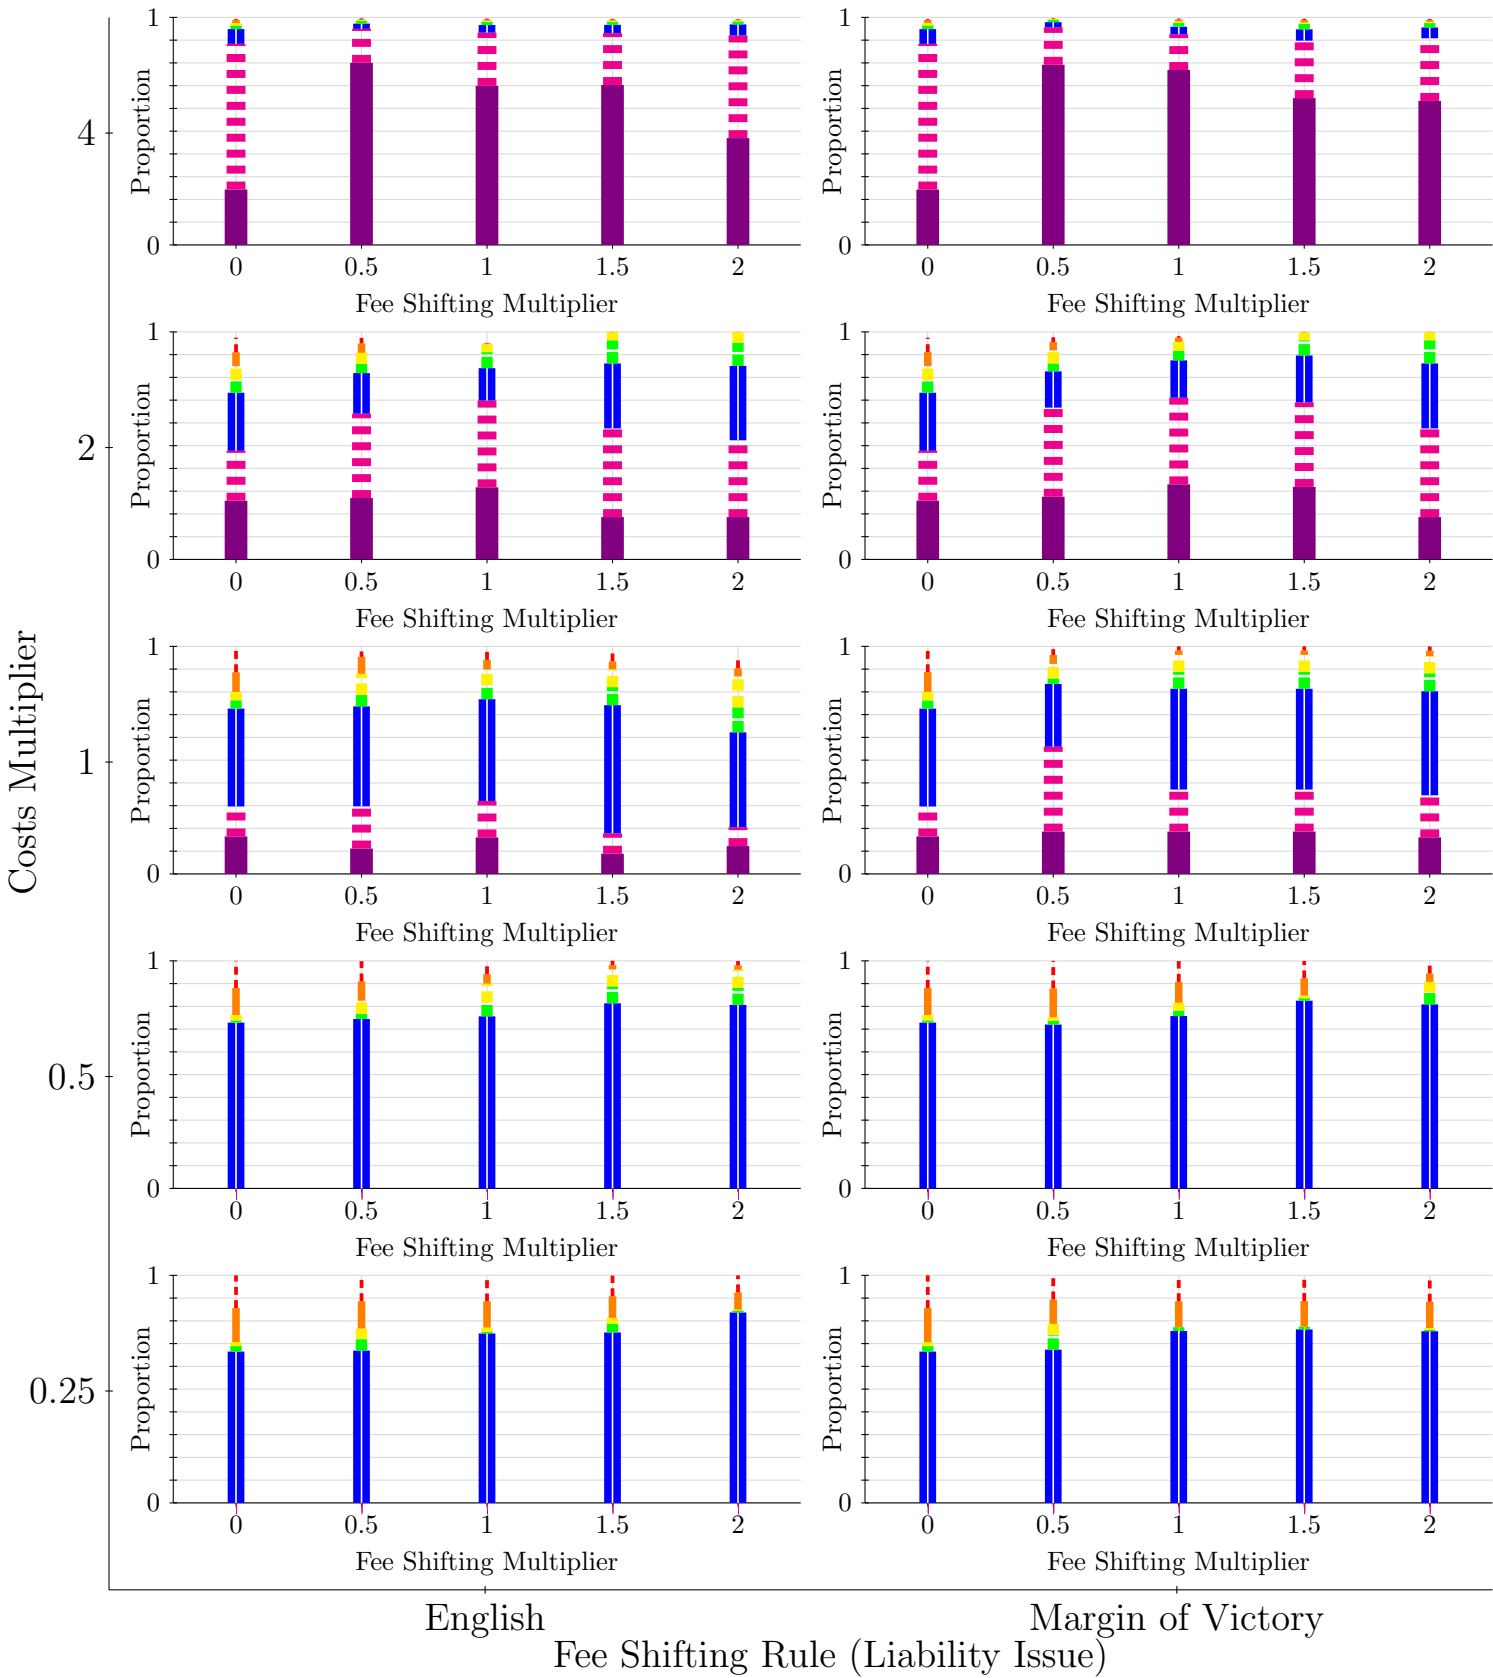 1
Proportion
0
0 0.5 1 1.5 2
Fee Shifting Multiplier
1
Proportion
0
0 0.5 1 1.5 2
Fee Shifting Multiplier
4
1
Proportion
0
0 0.5 1 1.5 2
Fee Shifting Multiplier
1
Proportion
0
0 0.5 1 1.5 2
Fee Shifting Multiplier
2
Costs Multiplier
1
Proportion
0
0 0.5 1 1.5 2
Fee Shifting Multiplier
1
Proportion
0
0 0.5 1 1.5 2
Fee Shifting Multiplier
1
1
Proportion
0
0 0.5 1 1.5 2
Fee Shifting Multiplier
1
Proportion
0
0 0.5 1 1.5 2
Fee Shifting Multiplier
0.5
1
Proportion
0
0 0.5 1 1.5 2
Fee Shifting Multiplier
1
Proportion
0
0 0.5 1 1.5 2
Fee Shifting Multiplier
0.25
English
Margin of Victory
Fee Shifting Rule (Liability Issue)